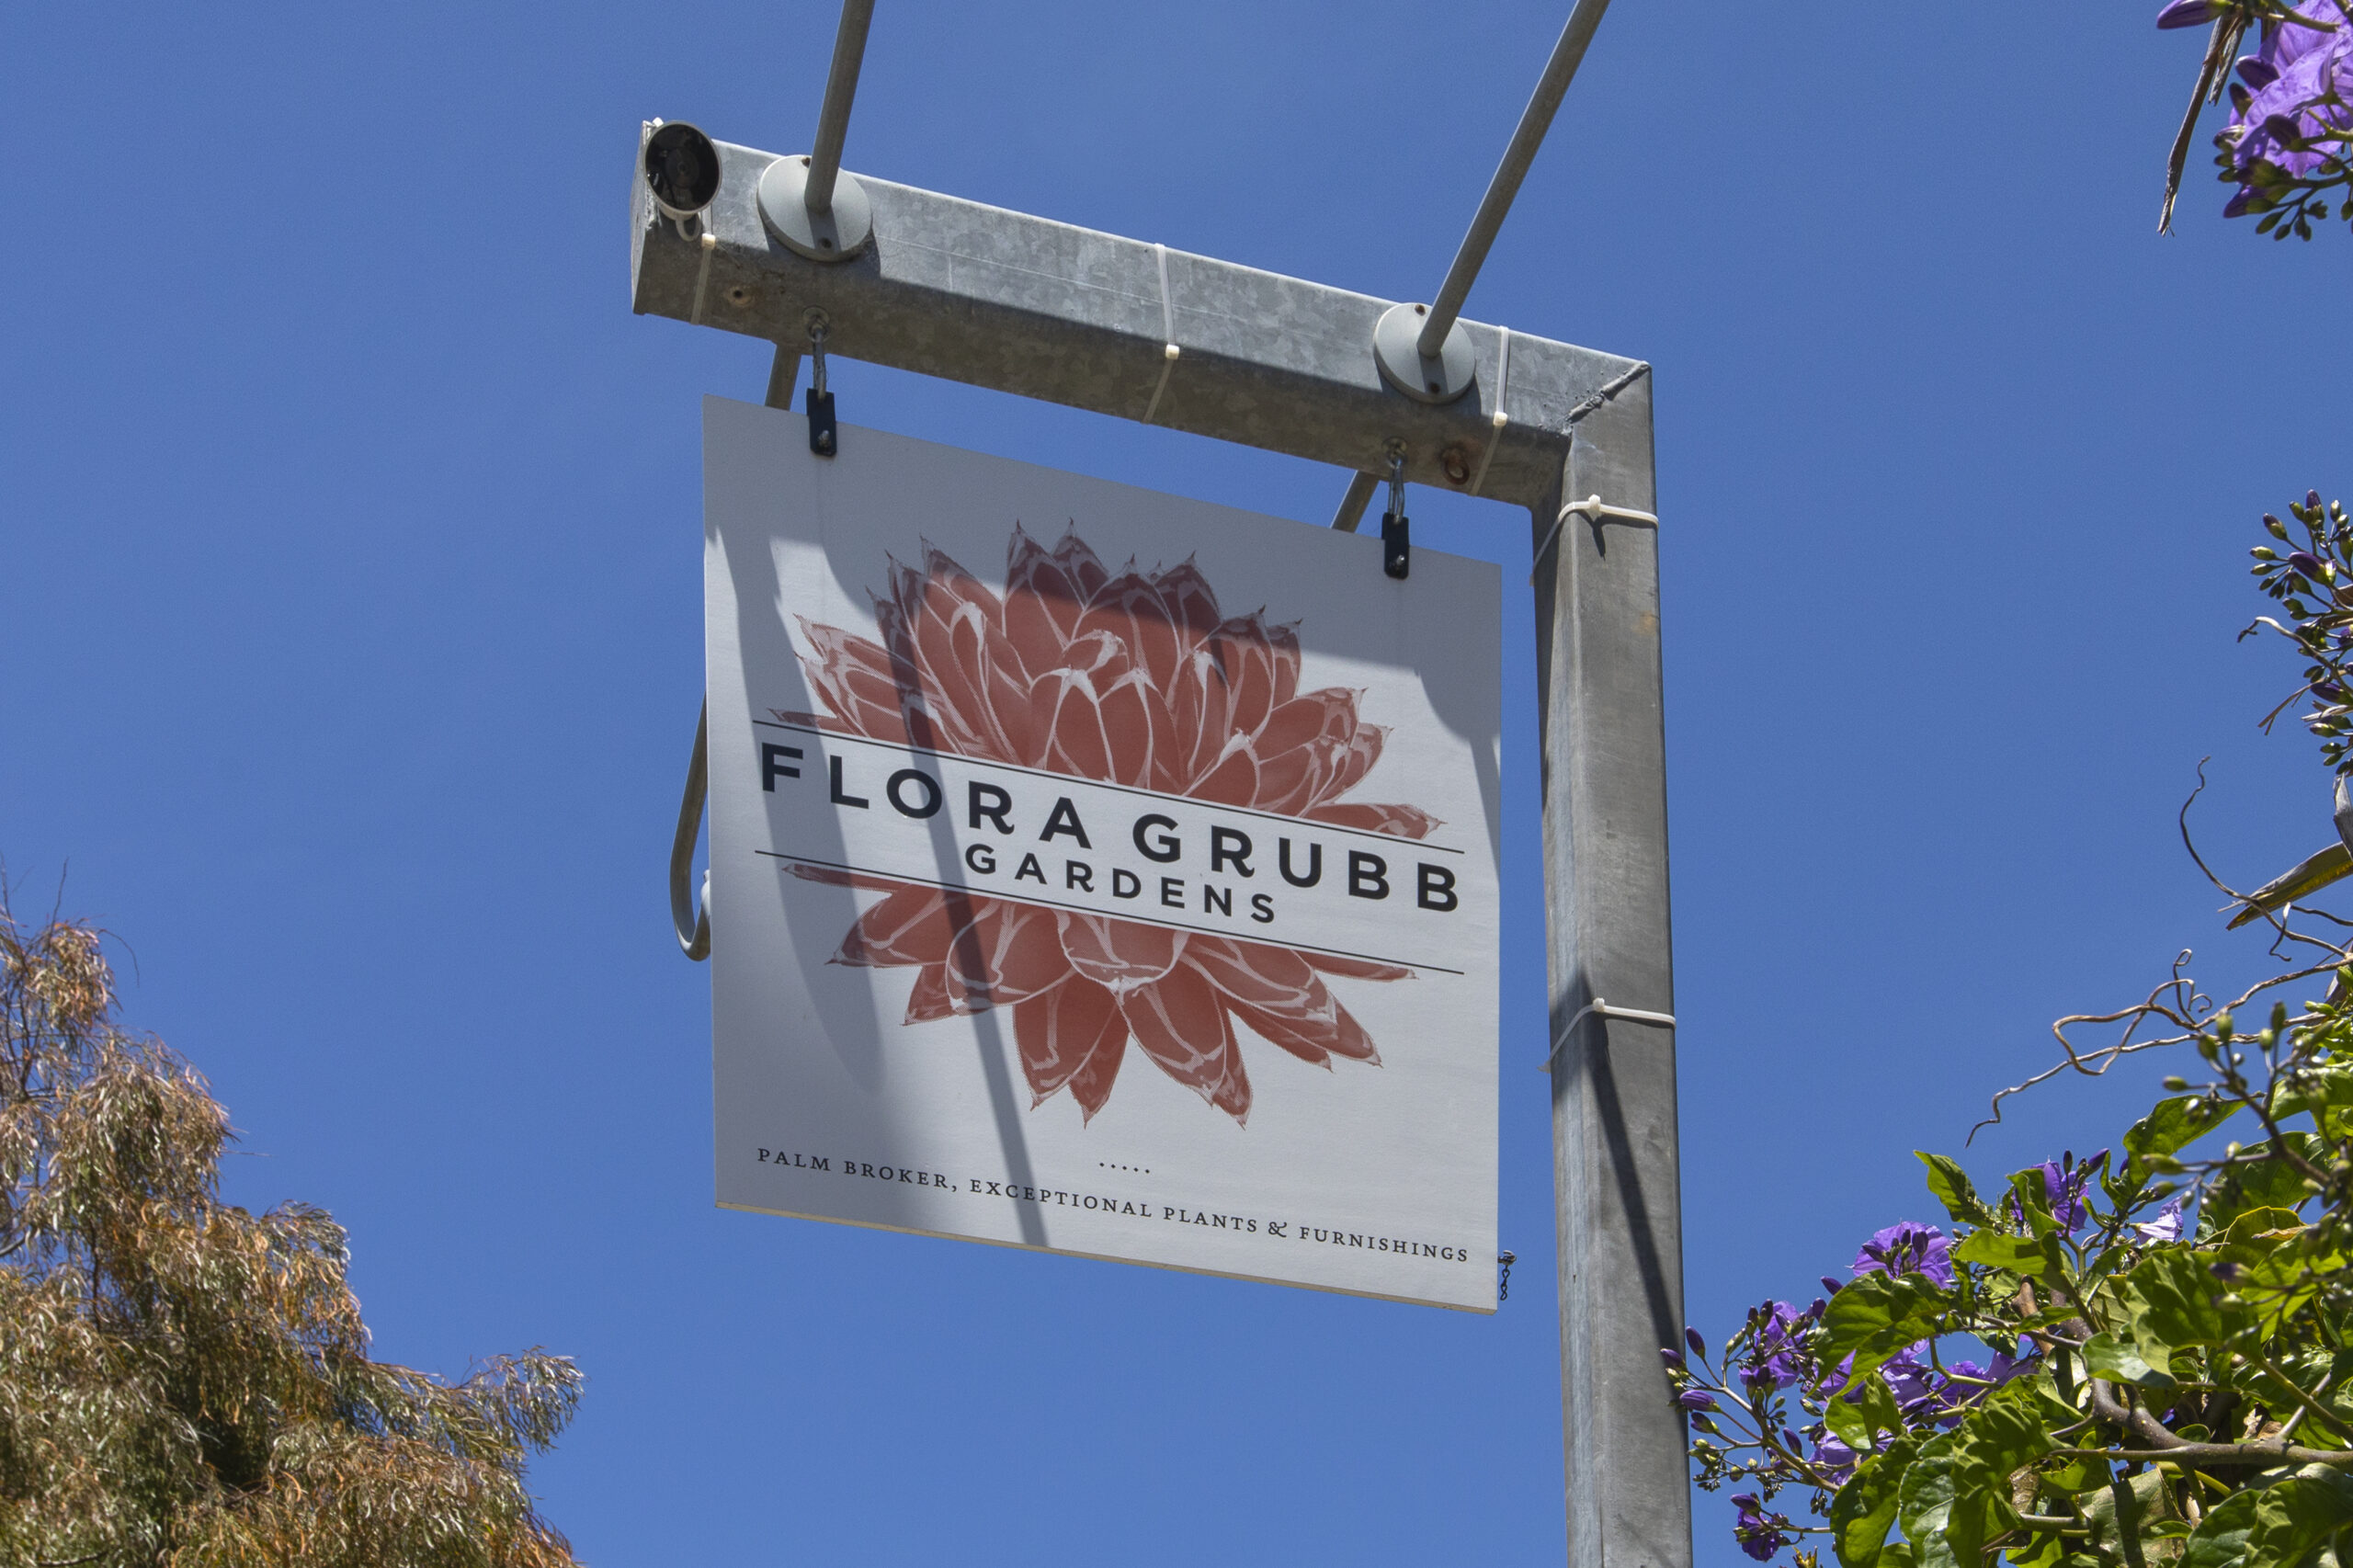 FLORA GRUBB
GARDENS
.....
PALM BROKER, EXCEPTIONAL PLANTS & FURNISHINGS